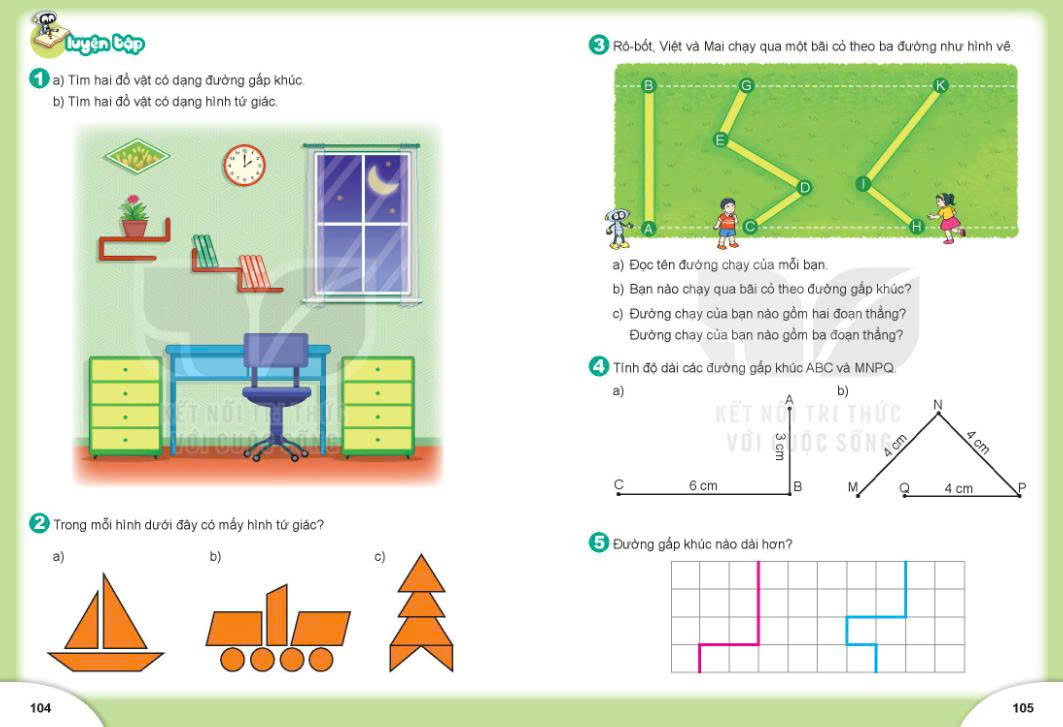 luyện tập
1 a) Tìm hai đồ vật có dạng đường gấp khúc.
b) Tìm hai đồ vật có dạng hình tứ giác.
2 Trong mỗi hình dưới đây có mấy hình tứ giác?
a) b) c)
104
3 Rô-bốt, Việt và Mai chạy qua một bãi cỏ theo ba đường như hình vẽ.
B G K
E
D I
A C H
a) Đọc tên đường chạy của mỗi bạn.
b) Bạn nào chạy qua bãi cỏ theo đường gấp khúc?
c) Đường chạy của bạn nào gồm hai đoạn thẳng?
Đường chạy của bạn nào gồm ba đoạn thẳng?
4 Tính độ dài các đường gấp khúc ABC và MNPQ.
a) b)
A N
3 cm 4 cm 4 cm
C 6 cm B M Q 4 cm P
KẾT NỐI TRI THỨC
VỚI CUỘC SỐNG
KẾT NỐI TRI THỨC
VỚI CUỘC SỐNG
5 Đường gấp khúc nào dài hơn?
105